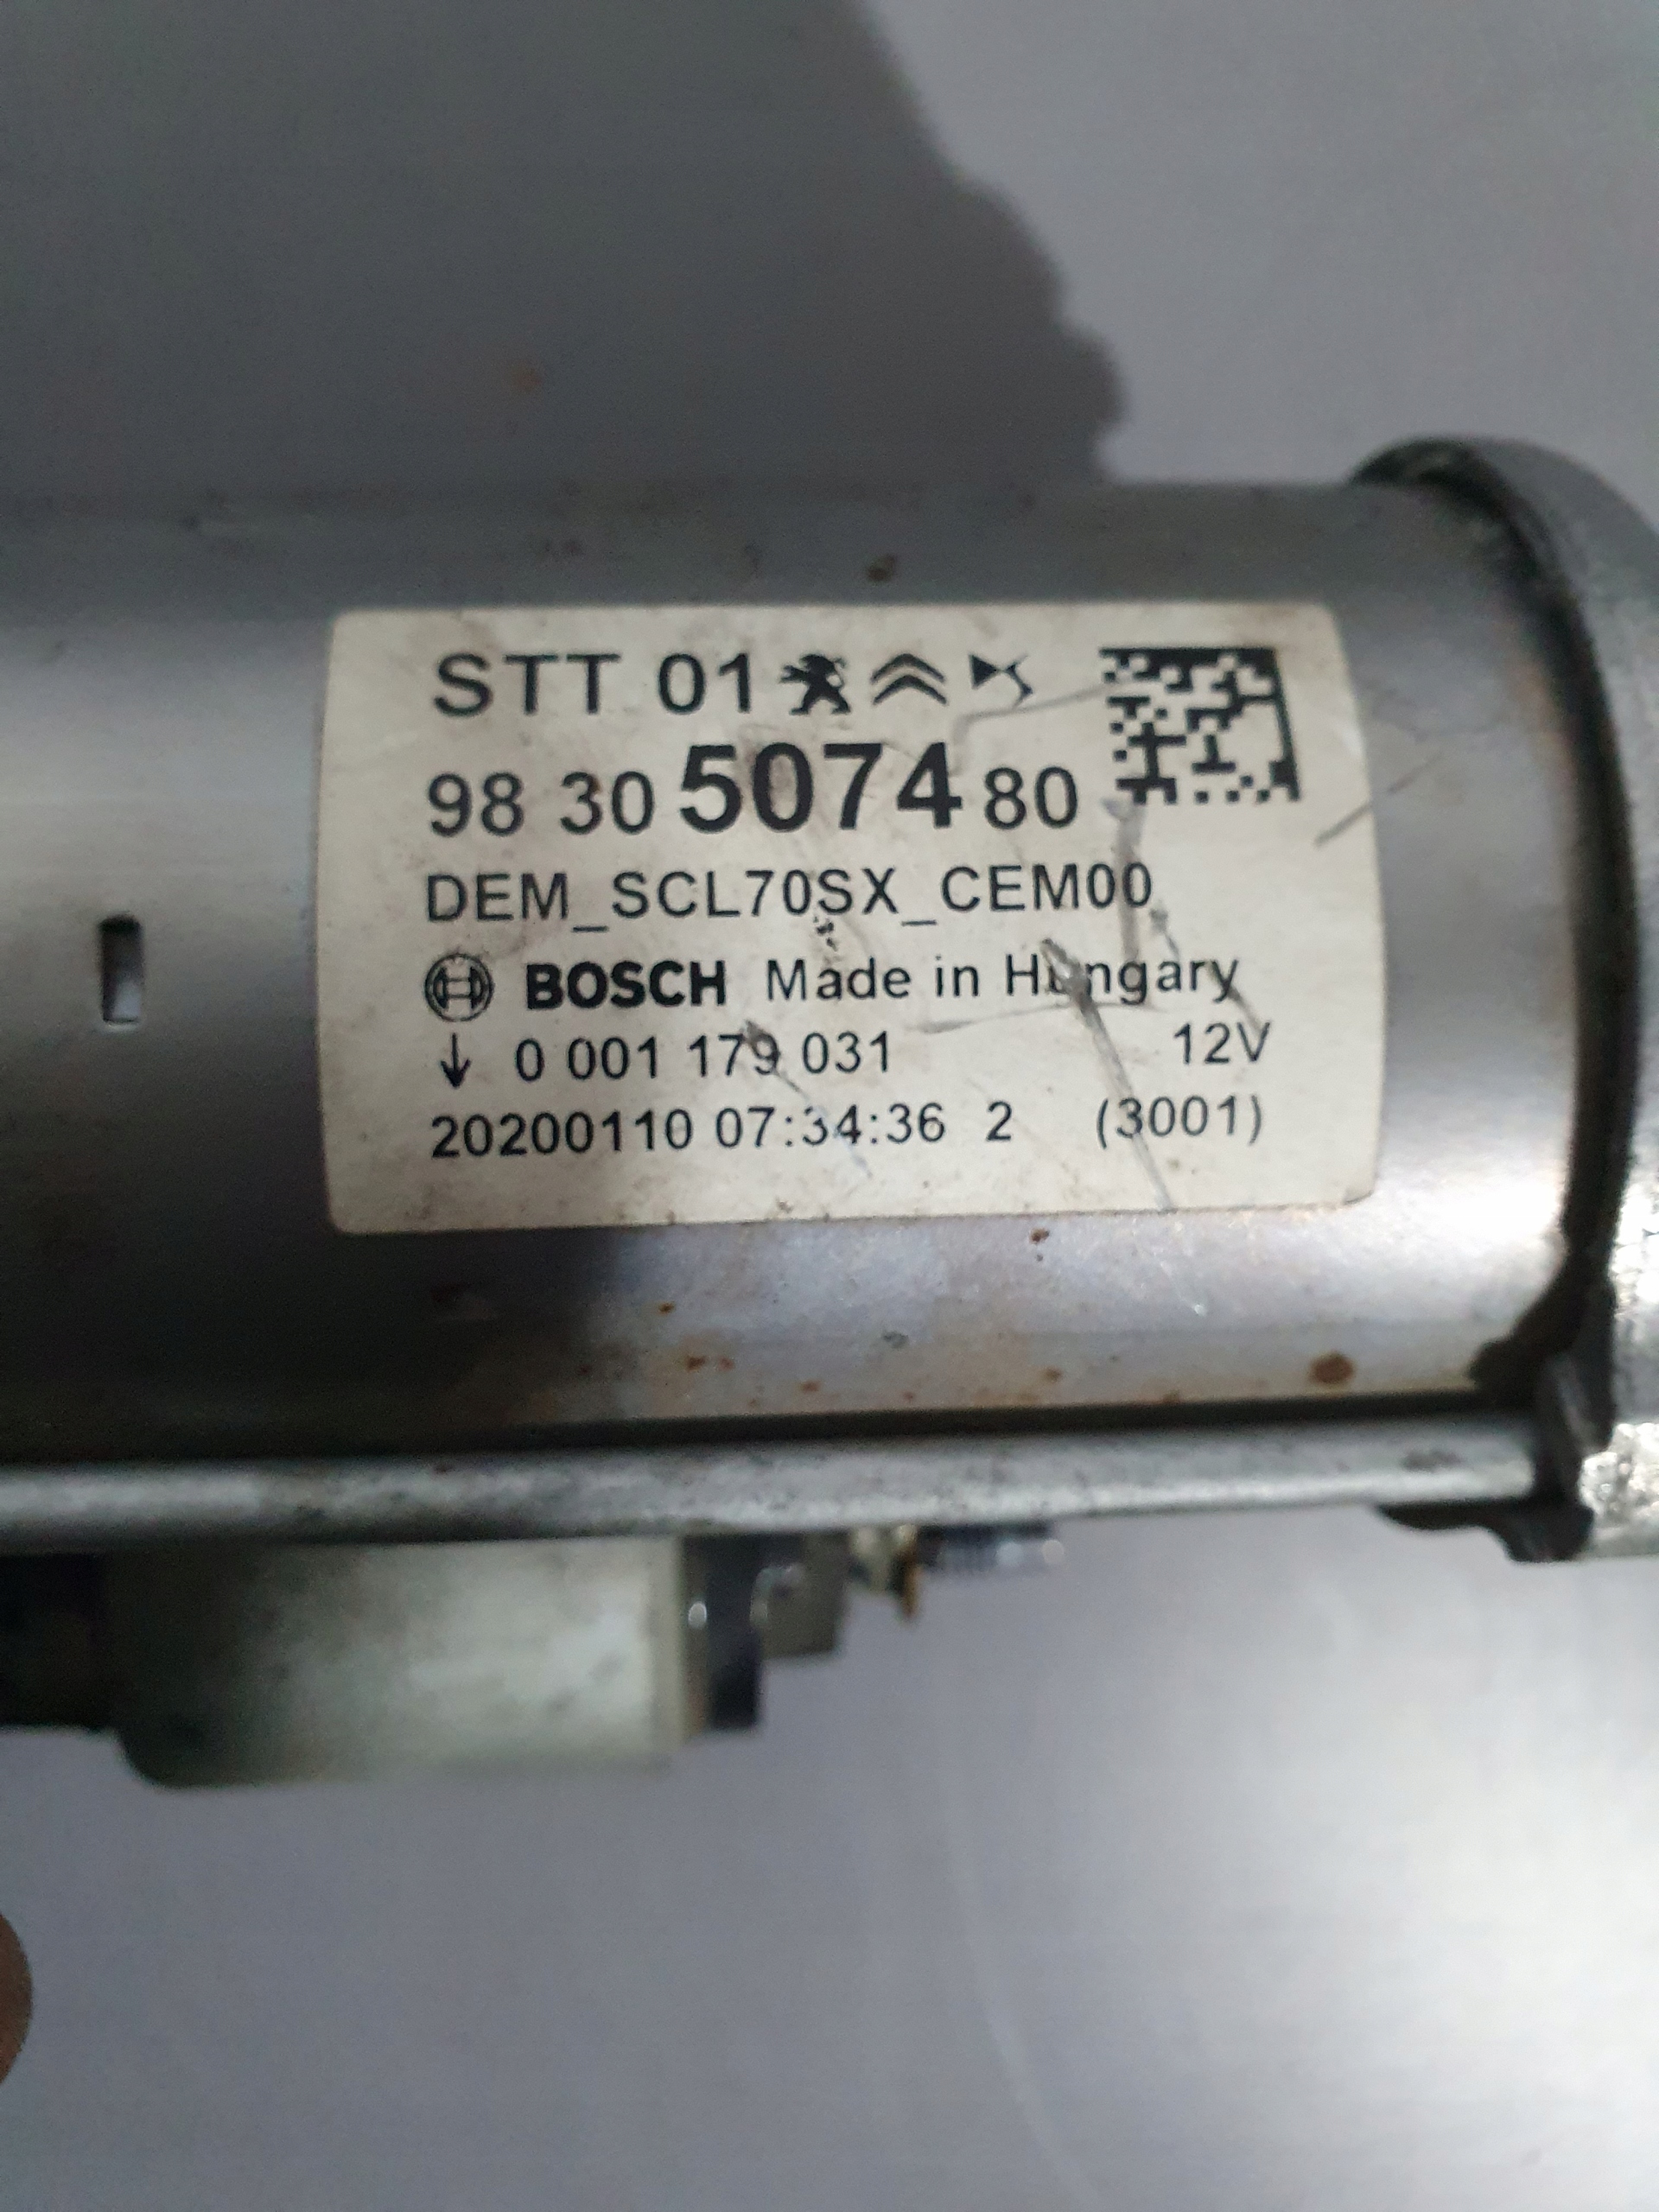 STT 01
98 30 5074 80
DEM_SCL70SX_CEM00
BOSCH Made in Hungary
↓ 0 001 179 031 12V
20200110 07:34:36 2 (3001)